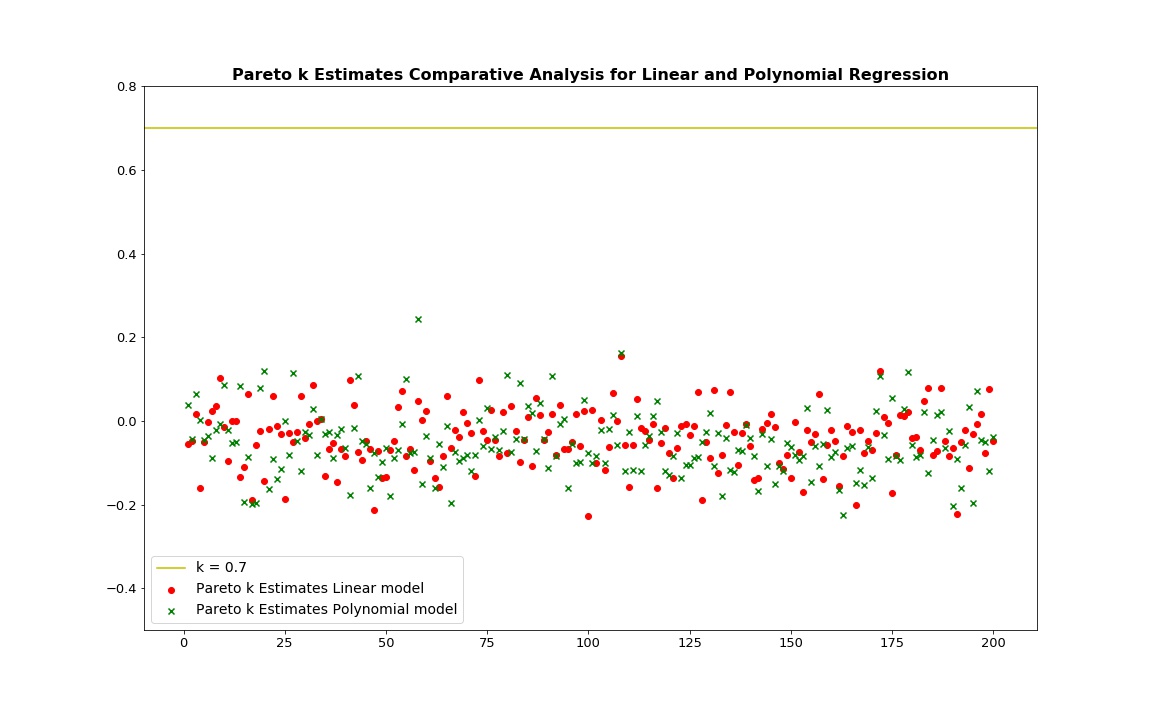 Pareto k Estimates Comparative Analysis for Linear and Polynomial Regression
0.8
0.6
0.4
0.2
0.0
−0.2
−0.4
k = 0.7
Pareto k Estimates Linear model
Pareto k Estimates Polynomial model
0 25 50 75 100 125 150 175 200